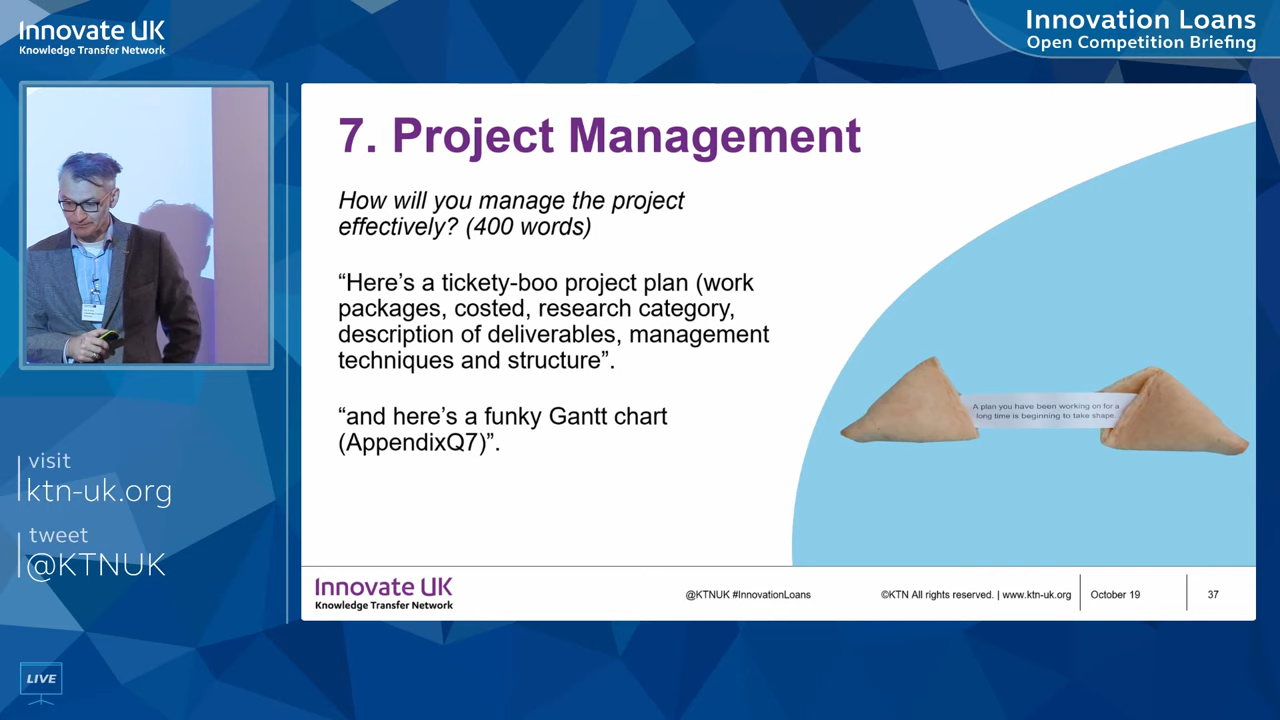 Innovate UK
Knowledge Transfer Network
Innovation Loans
Open Competition Briefing
7. Project Management
How will you manage the project
effectively? (400 words)
“Here’s a tickety-boo project plan (work
packages, costed, research category,
description of deliverables, management
techniques and structure”.
“and here’s a funky Gantt chart
(AppendixQ7)”.
A plan you have been working on for a
long time is beginning to take shape.
visit
ktn-uk.org
tweet
@KTNUK
Innovate UK
Knowledge Transfer Network
@KTNUK #InnovationLoans
©KTN All rights reserved. | www.ktn-uk.org
October 19
37
LIVE